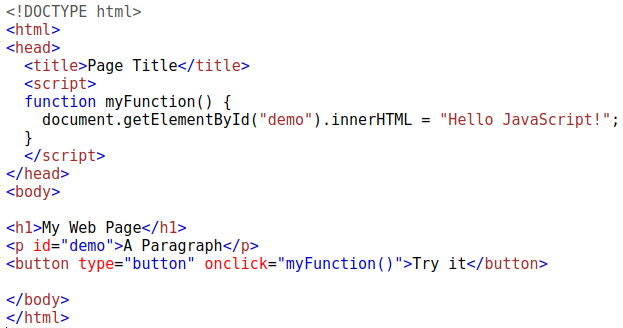 <!DOCTYPE html>
<html>
<head>
  <title>Page Title</title>
  <script>
  function myFunction() {
    document.getElementById("demo").innerHTML = "Hello JavaScript!";
  }
  </script>
</head>
<body>

<h1>My Web Page</h1>
<p id="demo">A Paragraph</p>
<button type="button" onclick="myFunction()">Try it</button>

</body>
</html>